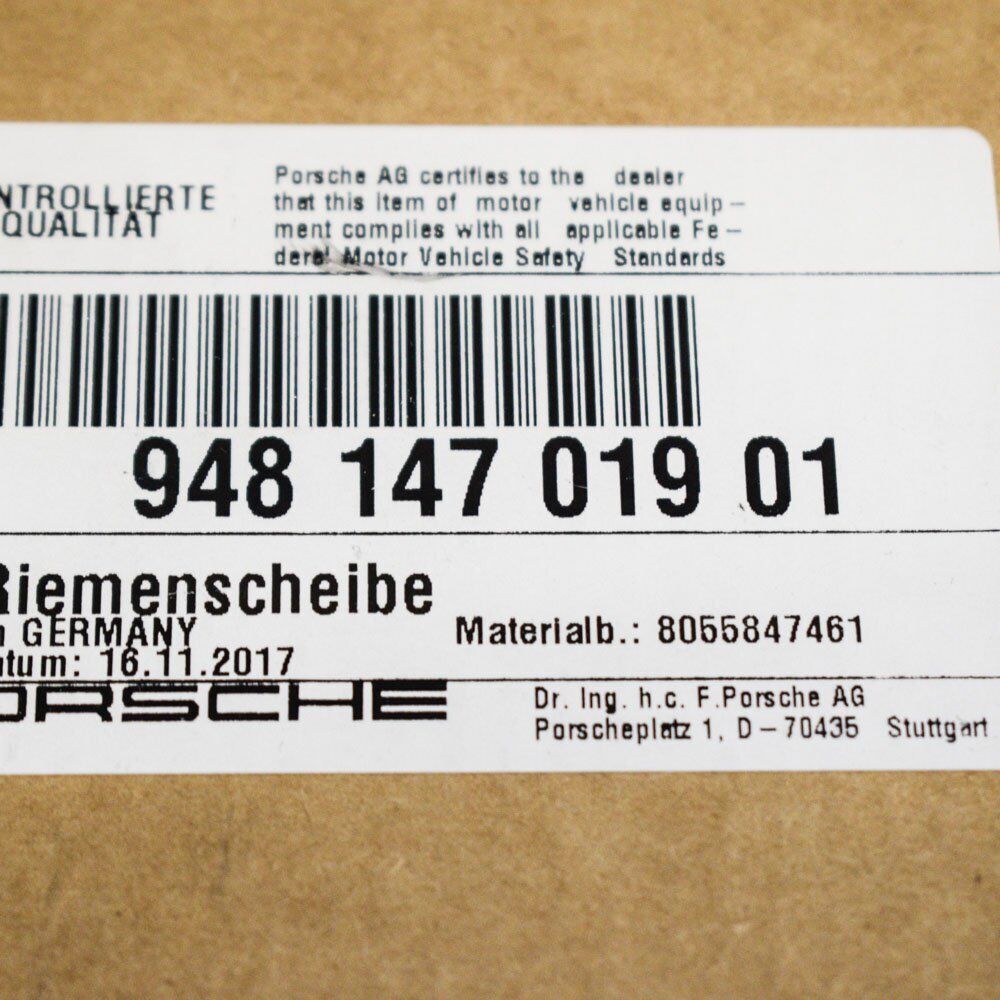 NTROLLIERTE
QUALITÄT
Porsche AG certifies to the dealer
that this item of motor vehicle equip-
ment complies with all applicable Fe-
deral Motor Vehicle Safety Standards
948 147 019 01
Riemenscheibe
n GERMANY
tum: 16.11.2017
Materialb.: 8055847461
PORSCHE
Dr. Ing. h.c. F.Porsche AG
Porscheplatz 1, D-70435 Stuttgart